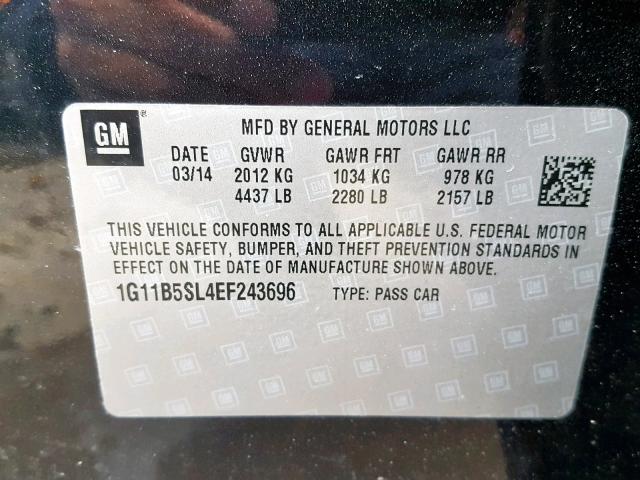 GM®
MFD BY GENERAL MOTORS LLC
DATE GVWR GAWR FRT GAWR RR
03/14 2012 KG 1034 KG 978 KG
4437 LB 2280 LB 2157 LB
THIS VEHICLE CONFORMS TO ALL APPLICABLE U.S. FEDERAL MOTOR
VEHICLE SAFETY, BUMPER, AND THEFT PREVENTION STANDARDS IN
EFFECT ON THE DATE OF MANUFACTURE SHOWN ABOVE.
1G11B5SL4EF243696 TYPE: PASS CAR